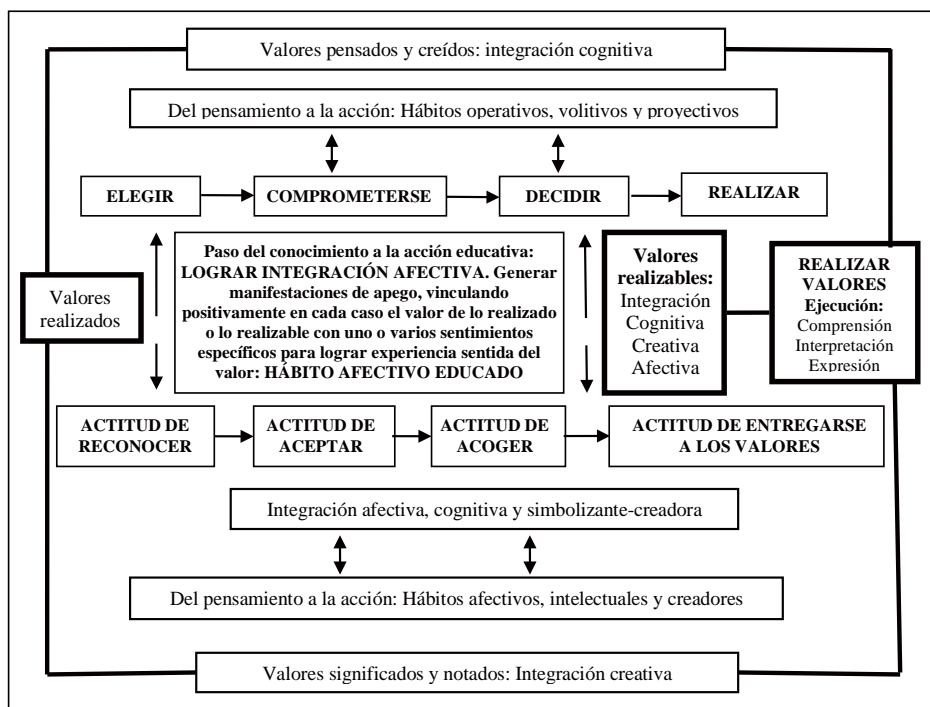 Valores pensados y creídos: integración cognitiva
Del pensamiento a la acción: Hábitos operativos, volitivos y proyectivos
ELEGIR
COMPROMETERSE
DECIDIR
REALIZAR
Valores
realizados
Paso del conocimiento a la acción educativa:
LOGRAR INTEGRACIÓN AFECTIVA. Generar
manifestaciones de apego, vinculando
positivamente en cada caso el valor de lo realizado
o lo realizable con uno o varios sentimientos
específicos para lograr experiencia sentida del
valor: HÁBITO AFECTIVO EDUCADO
Valores
realizables:
Integración
Cognitiva
Creativa
Afectiva
REALIZAR
VALORES
Ejecución:
Comprensión
Interpretación
Expresión
ACTITUD DE
RECONOCER
ACTITUD DE
ACEPTAR
ACTITUD DE
ACOGER
ACTITUD DE ENTREGARSE
A LOS VALORES
Integración afectiva, cognitiva y simbolizante-creadora
Del pensamiento a la acción: Hábitos afectivos, intelectuales y creadores
Valores significados y notados: Integración creativa